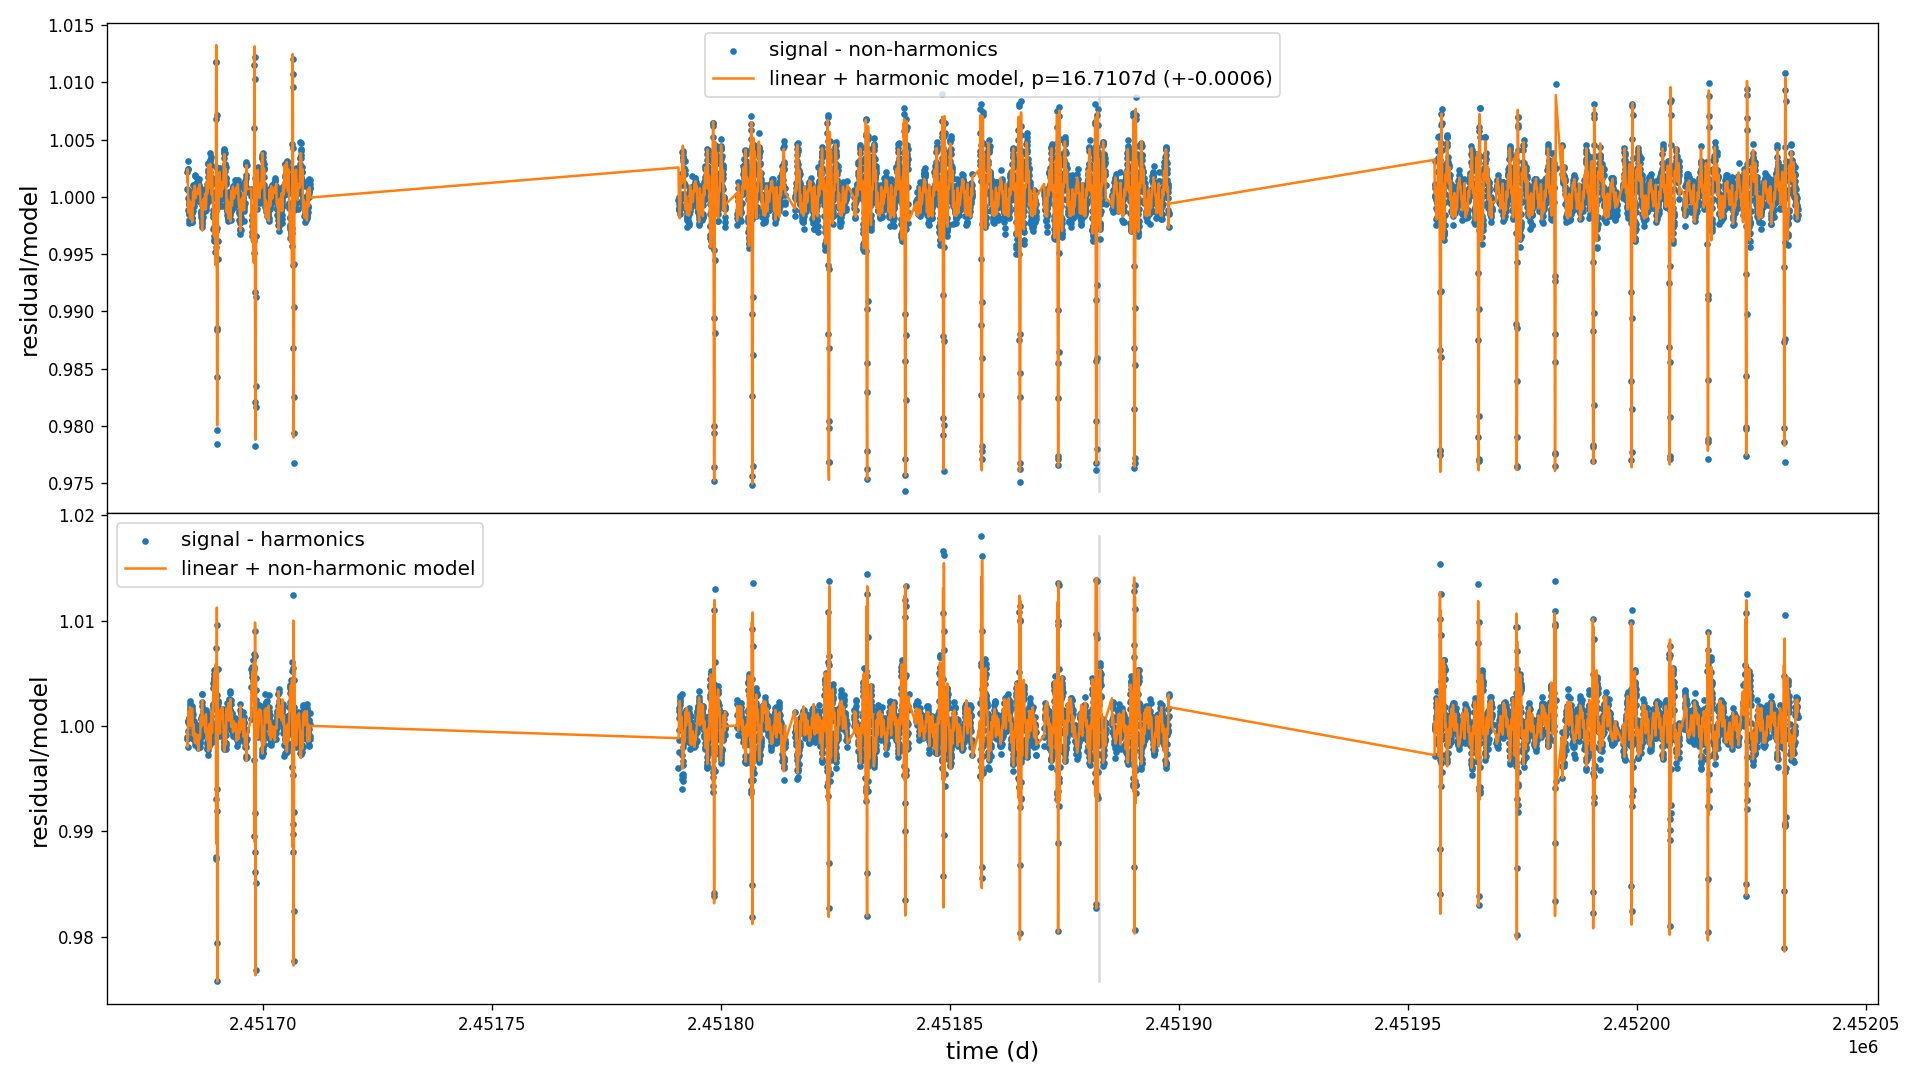 1.015
1.010
1.005
1.000
0.995
0.990
0.985
0.980
0.975
residual/model
signal - non-harmonics
linear + harmonic model, p=16.7107d (+-0.0006)
1.02
1.01
1.00
0.99
0.98
residual/model
signal - harmonics
linear + non-harmonic model
2.45170 2.45175 2.45180 2.45185 2.45190 2.45195 2.45200 2.45205
1e6
time (d)